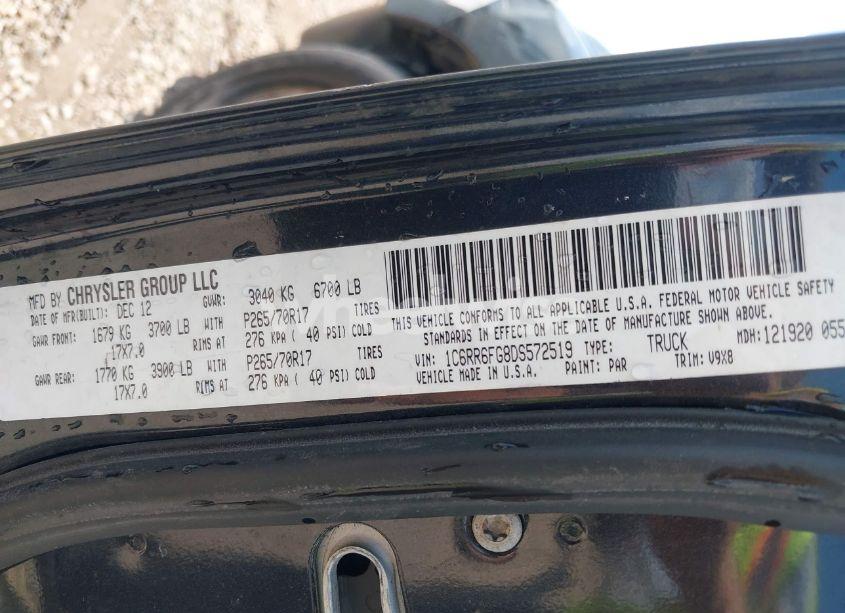 MFD BY CHRYSLER GROUP LLC
DATE OF MFR(BUILT): DEC 12 GVWR: 3040 KG 6700 LB
GAWR FRONT: 1679 KG 3700 LB WITH P265/70R17 TIRES
17X7.0 RIMS AT 276 KPA ( 40 PSI) COLD
GAWR REAR: 1770 KG 3900 LB WITH P265/70R17 TIRES
17X7.0 RIMS AT 276 KPA ( 40 PSI) COLD
THIS VEHICLE CONFORMS TO ALL APPLICABLE U.S.A. FEDERAL MOTOR VEHICLE SAFETY
STANDARDS IN EFFECT ON THE DATE OF MANUFACTURE SHOWN ABOVE.
VIN: 1C6RR6FG8DS572519 TYPE: TRUCK MDH: 121920 055
VEHICLE MADE IN U.S.A. PAINT: PAR TRIM: V9X8